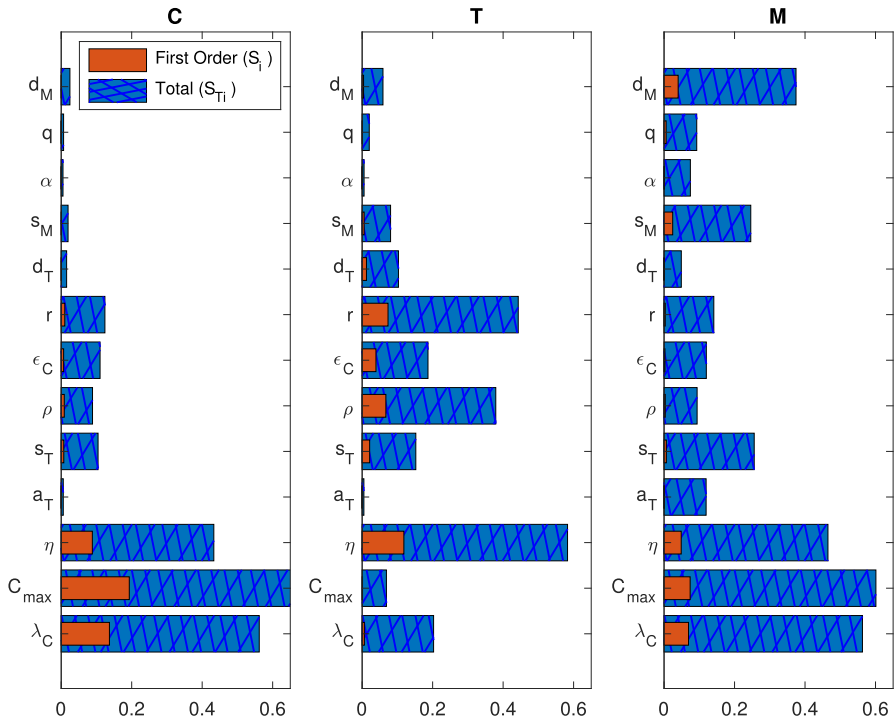 C
First Order (S_i)
Total (S_Ti)
d_M
q
α
s_M
d_T
r
ϵ_C
ρ
s_T
a_T
η
C_max
λ_C
0 0.2 0.4 0.6
T
d_M
q
α
s_M
d_T
r
ϵ_C
ρ
s_T
a_T
η
C_max
λ_C
0 0.2 0.4 0.6
M
d_M
q
α
s_M
d_T
r
ϵ_C
ρ
s_T
a_T
η
C_max
λ_C
0 0.2 0.4 0.6